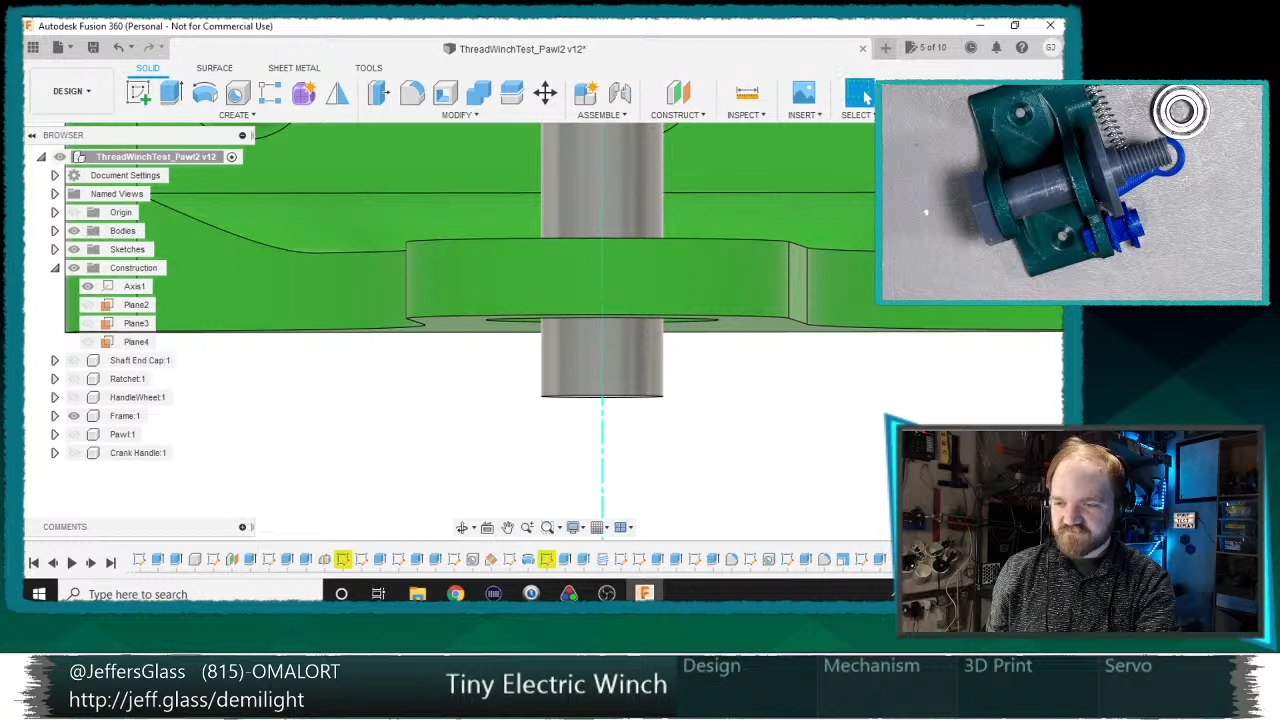 Autodesk Fusion 360 (Personal - Not for Commercial Use)
ThreadWinchTest_Pawl2 v12*
5 of 10
GJ
DESIGN
SOLID
SURFACE
SHEET METAL
TOOLS
CREATE
MODIFY
ASSEMBLE
CONSTRUCT
INSPECT
INSERT
SELECT
BROWSER
ThreadWinchTest_Pawl2 v12
Document Settings
Named Views
Origin
Bodies
Sketches
Construction
Axis1
Plane2
Plane3
Plane4
Shaft End Cap:1
Ratchet:1
HandleWheel:1
Frame:1
Pawl:1
Crank Handle:1
COMMENTS
Type here to search
@JeffersGlass (815)-OMALORT
http://jeff.glass/demilight
Tiny Electric Winch
Design
Mechanism
3D Print
Servo